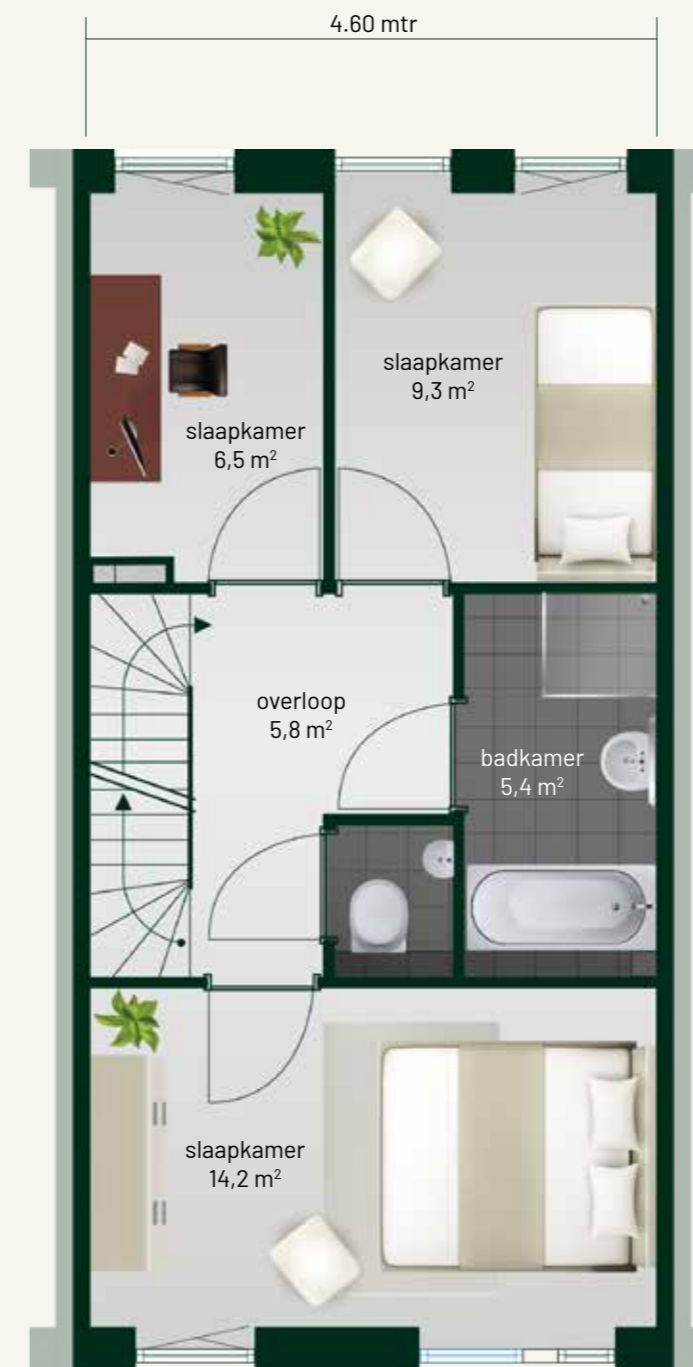 4.60 mtr
slaapkamer
9,3 m²
slaapkamer
6,5 m²
overloop
5,8 m²
badkamer
5,4 m²
slaapkamer
14,2 m²